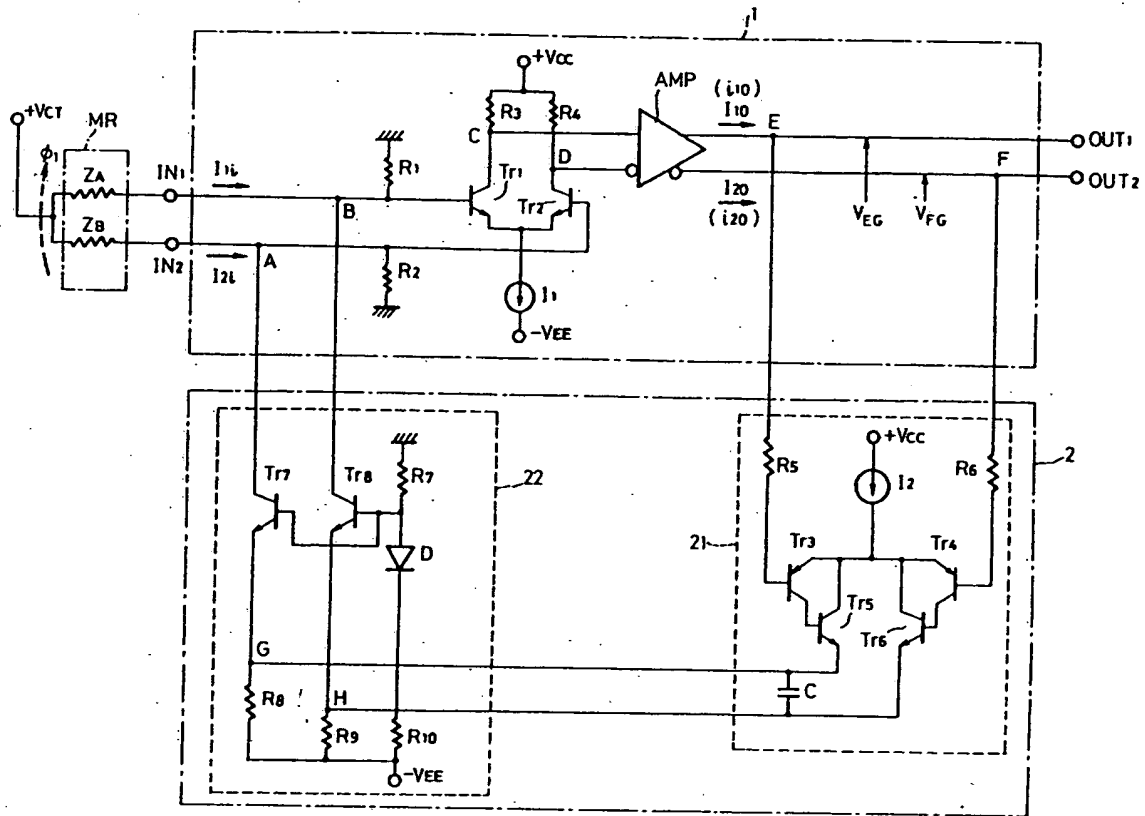 1
+VCC
AMP
(i10)
I10
E
R3
R4
C
D
+VCT
MR
ϕ1
ZA
ZB
IN1
IN2
I1i
I2i
B
A
R1
R2
Tr1
Tr2
I1
-VEE
I20
(i20)
VEG
VFG
F
OUT1
OUT2
2
22
Tr7
Tr8
R7
D
G
H
R8
R9
R10
-VEE
21
+VCC
I2
R5
R6
Tr3
Tr4
Tr5
Tr6
C